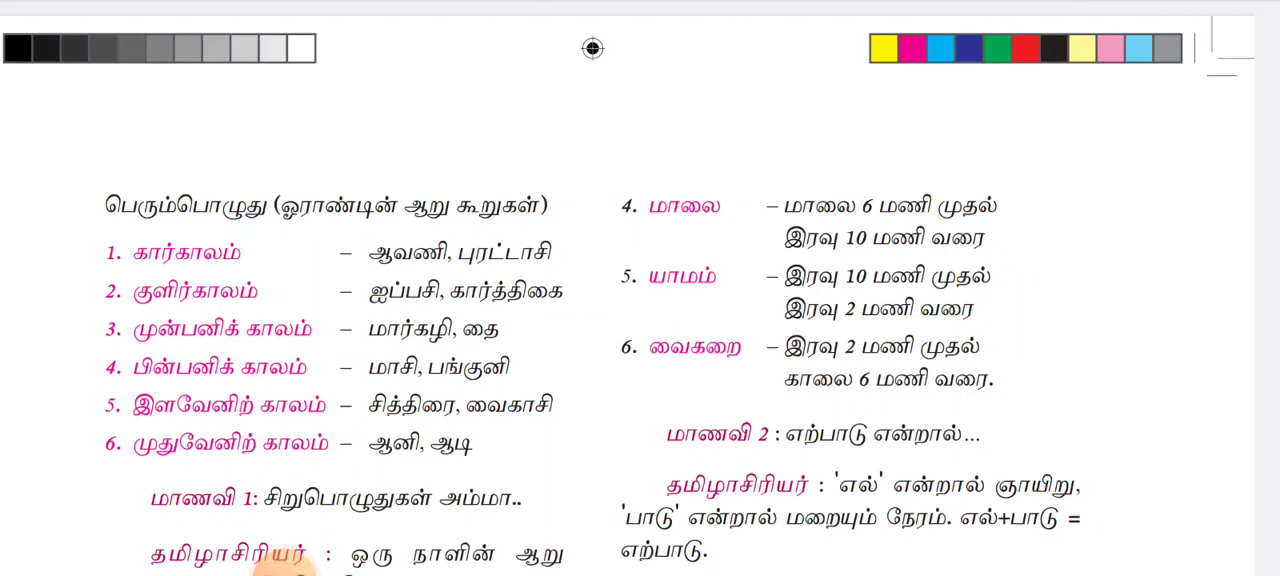 பெரும்பொழுது (ஓராண்டின் ஆறு கூறுகள்)
1. கார்காலம் – ஆவணி, புரட்டாசி
2. குளிர்காலம் – ஐப்பசி, கார்த்திகை
3. முன்பனிக் காலம் – மார்கழி, தை
4. பின்பனிக் காலம் – மாசி, பங்குனி
5. இளவேனிற் காலம் – சித்திரை, வைகாசி
6. முதுவேனிற் காலம் – ஆனி, ஆடி
மாணவி 1: சிறுபொழுதுகள் அம்மா..
தமிழாசிரியர் : ஒரு நாளின் ஆறு
4. மாலை – மாலை 6 மணி முதல்
இரவு 10 மணி வரை
5. யாமம் – இரவு 10 மணி முதல்
இரவு 2 மணி வரை
6. வைகறை – இரவு 2 மணி முதல்
காலை 6 மணி வரை.
மாணவி 2 : எற்பாடு என்றால்...
தமிழாசிரியர் : 'எல்' என்றால் ஞாயிறு,
'பாடு' என்றால் மறையும் நேரம். எல்+பாடு =
எற்பாடு.